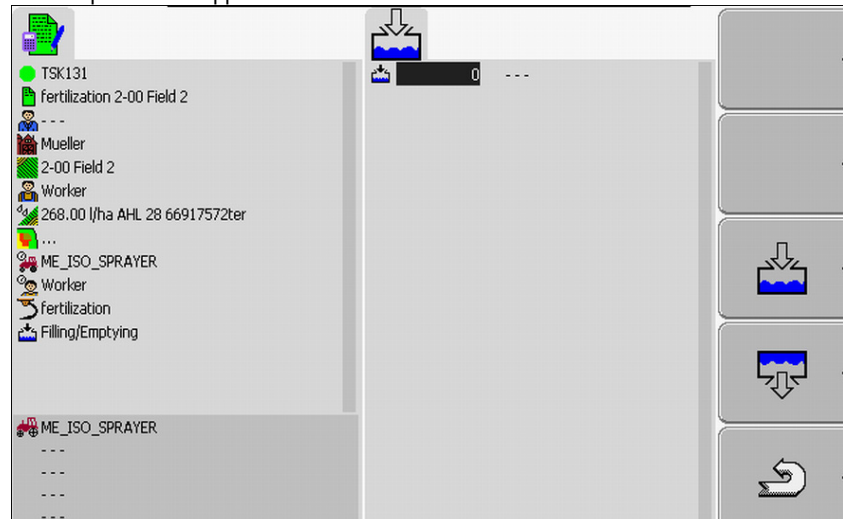 TSK131
fertilization 2-00 Field 2
---
Mueller
2-00 Field 2
Worker
268.00 l/ha AHL 28 66917572ter
...
ME_ISO_SPRAYER
Worker
fertilization
Filling/Emptying
ME_ISO_SPRAYER
---
---
---
---
0 ---